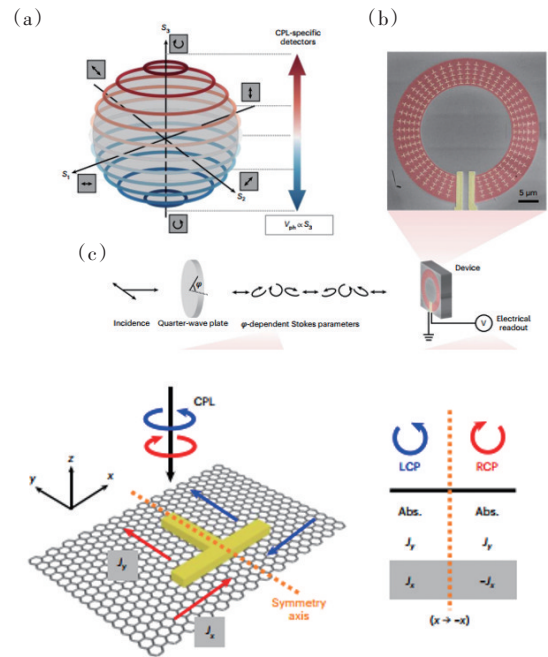 (a)
S₃
CPL-specific
detectors
S₁
S₂
Vph∝S₃
(b)
5 μm
(c)
φ
Incidence
Quarter-wave plate
φ-dependent Stokes parameters
Device
V
Electrical
readout
CPL
z
y
x
Jy
Jx
Symmetry
axis
LCP
RCP
Abs.
Abs.
Jy
Jy
Jx
−Jx
(x → −x)